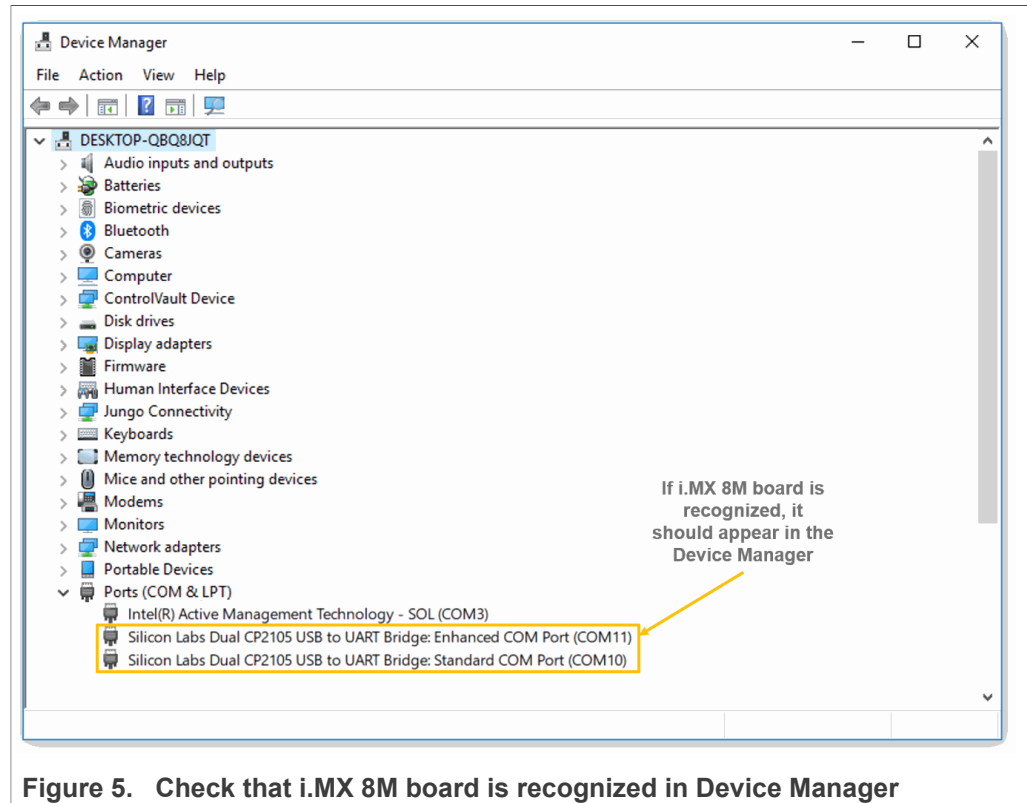 Device Manager
File Action View Help
DESKTOP-QBQ8JQT
Audio inputs and outputs
Batteries
Biometric devices
Bluetooth
Cameras
Computer
ControlVault Device
Disk drives
Display adapters
Firmware
Human Interface Devices
Jungo Connectivity
Keyboards
Memory technology devices
Mice and other pointing devices
Modems
Monitors
Network adapters
Portable Devices
Ports (COM & LPT)
Intel(R) Active Management Technology - SOL (COM3)
Silicon Labs Dual CP2105 USB to UART Bridge: Enhanced COM Port (COM11)
Silicon Labs Dual CP2105 USB to UART Bridge: Standard COM Port (COM10)
If i.MX 8M board is
recognized, it
should appear in the
Device Manager
Figure 5. Check that i.MX 8M board is recognized in Device Manager